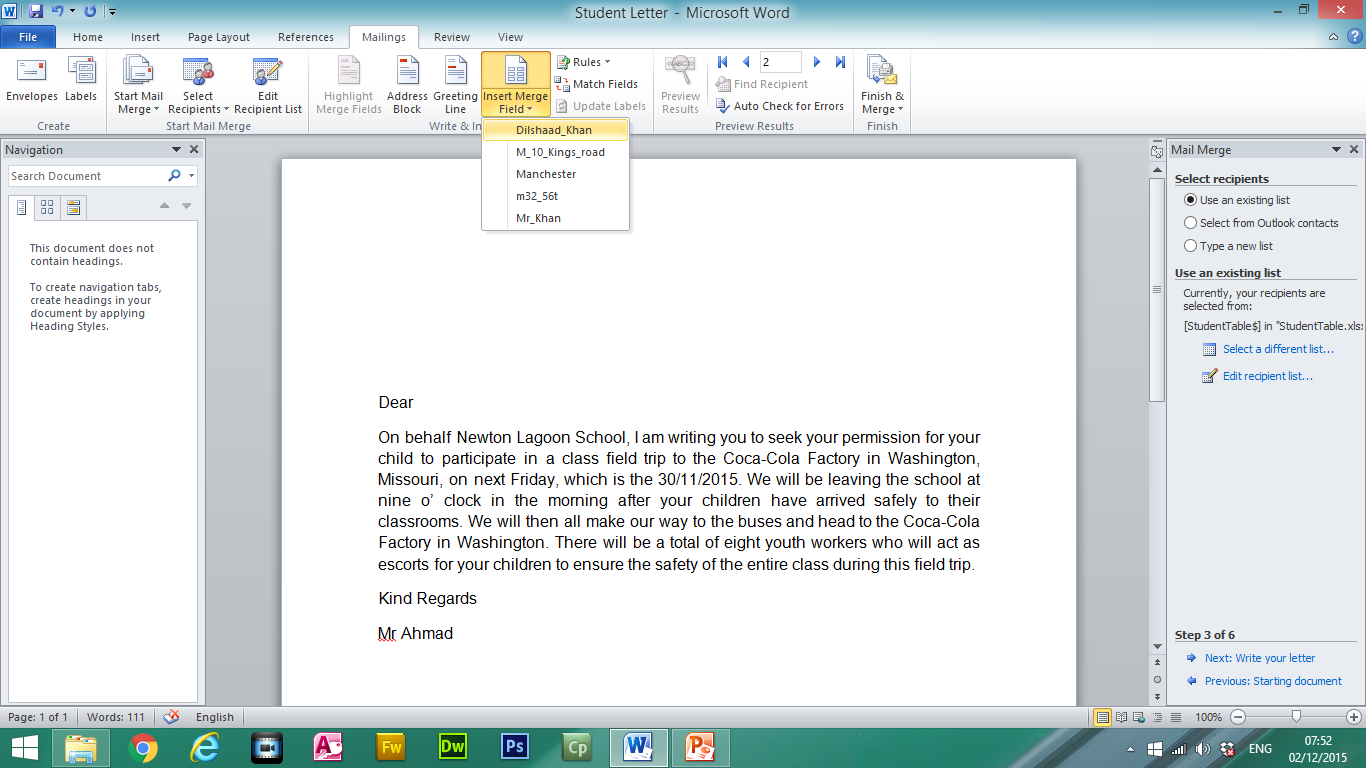 Student Letter - Microsoft Word
File Home Insert Page Layout References Mailings Review View
Envelopes Labels
Create
Start Mail Merge Select Recipients Edit Recipient List
Start Mail Merge
Highlight Merge Fields Address Block Greeting Line Insert Merge Field
Rules
Match Fields
Update Labels
Write & In
Preview Results
2
Find Recipient
Auto Check for Errors
Preview Results
Finish & Merge
Finish
Dilshaad_Khan
M_10_Kings_road
Manchester
m32_56t
Mr_Khan
Navigation
Search Document
This document does not
contain headings.
To create navigation tabs,
create headings in your
document by applying
Heading Styles.
Dear
On behalf Newton Lagoon School, I am writing you to seek your permission for your
child to participate in a class field trip to the Coca-Cola Factory in Washington,
Missouri, on next Friday, which is the 30/11/2015. We will be leaving the school at
nine o’ clock in the morning after your children have arrived safely to their
classrooms. We will then all make our way to the buses and head to the Coca-Cola
Factory in Washington. There will be a total of eight youth workers who will act as
escorts for your children to ensure the safety of the entire class during this field trip.
Kind Regards
Mr Ahmad
Mail Merge
Select recipients
Use an existing list
Select from Outlook contacts
Type a new list
Use an existing list
Currently, your recipients are
selected from:
[StudentTable$] in "StudentTable.xlsx
Select a different list...
Edit recipient list...
Step 3 of 6
Next: Write your letter
Previous: Starting document
Page: 1 of 1 Words: 111 English 100%
A Fw Dw Ps Cp W P ENG
07:52
02/12/2015